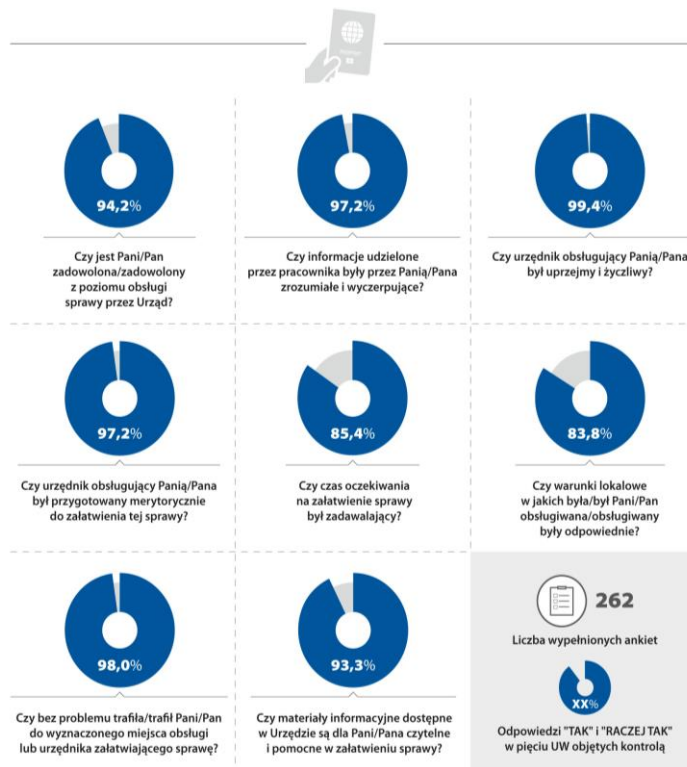 94,2%
Czy jest Pani/Pan
zadowolona/zadowolony
z poziomu obsługi
sprawy przez Urząd?
97,2%
Czy informacje udzielone
przez pracownika były przez Panią/Pana
zrozumiałe i wyczerpujące?
99,4%
Czy urzędnik obsługujący Panią/Pana
był uprzejmy i życzliwy?
97,2%
Czy urzędnik obsługujący Panią/Pana
był przygotowany merytorycznie
do załatwienia tej sprawy?
85,4%
Czy czas oczekiwania
na załatwienie sprawy
był zadawalający?
83,8%
Czy warunki lokalowe
w jakich była/był Pani/Pan
obsługiwana/obsługiwany
były odpowiednie?
98,0%
Czy bez problemu trafiła/trafił Pani/Pan
do wyznaczonego miejsca obsługi
lub urzędnika załatwiającego sprawę?
93,3%
Czy materiały informacyjne dostępne
w Urzędzie są dla Pani/Pana czytelne
i pomocne w załatwieniu sprawy?
262
Liczba wypełnionych ankiet
XX%
Odpowiedzi "TAK" i "RACZEJ TAK"
w pięciu UW objętych kontrolą